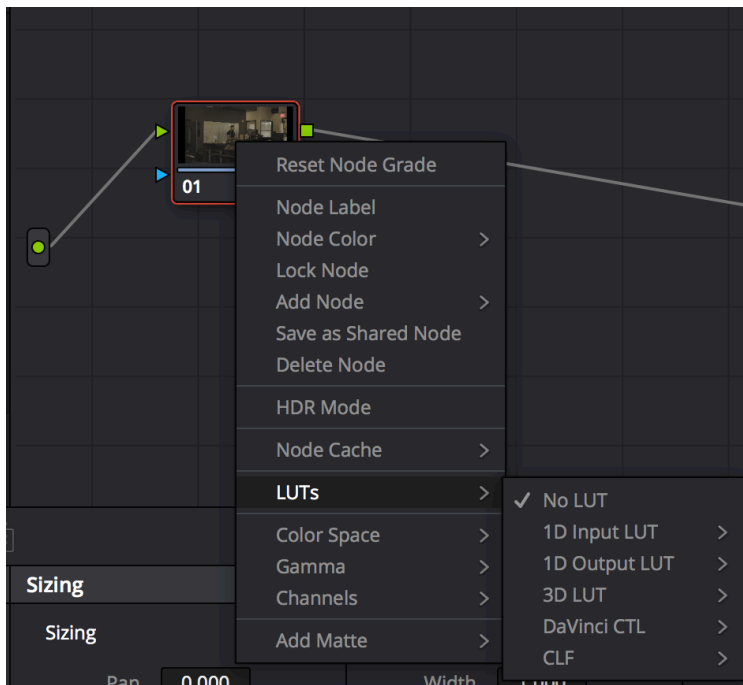 01
Reset Node Grade
Node Label
Node Color
Lock Node
Add Node
Save as Shared Node
Delete Node
HDR Mode
Node Cache
LUTs
Color Space
Gamma
Channels
Add Matte
No LUT
1D Input LUT
1D Output LUT
3D LUT
DaVinci CTL
CLF
Sizing
Sizing
Pan 0.000
Width